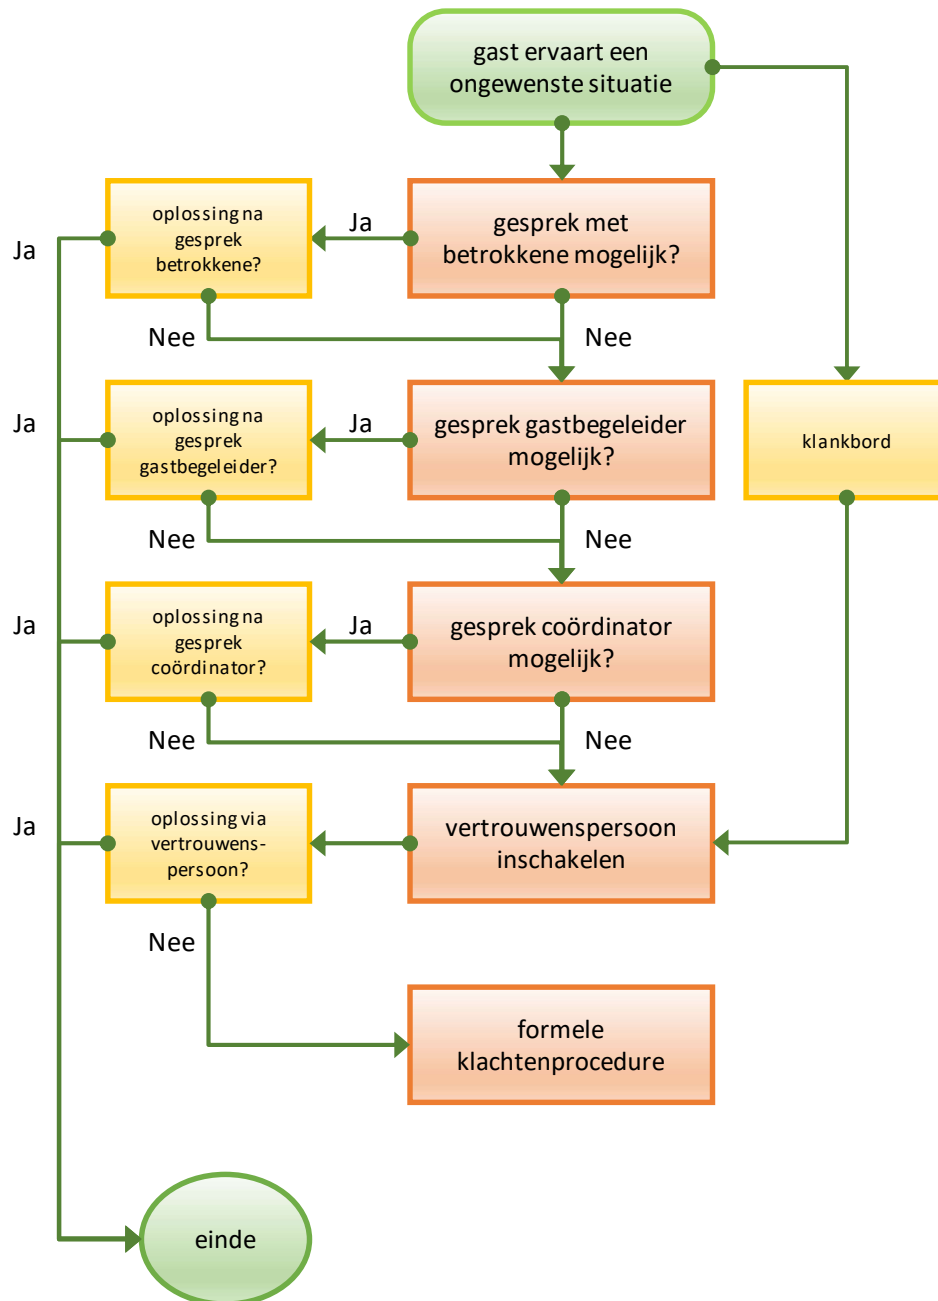 gast ervaart een
ongewenste situatie
oplossing na
gesprek
betrokkene?
Ja
gesprek met
betrokkene mogelijk?
Ja
Nee
Nee
oplossing na
gesprek
gastbegeleider?
Ja
gesprek gastbegeleider
mogelijk?
Ja
klankbord
Nee
Nee
oplossing na
gesprek
coördinator?
Ja
gesprek coördinator
mogelijk?
Ja
Nee
Nee
oplossing via
vertrouwens-
persoon?
vertrouwenspersoon
inschakelen
Ja
Nee
formele
klachtenprocedure
einde